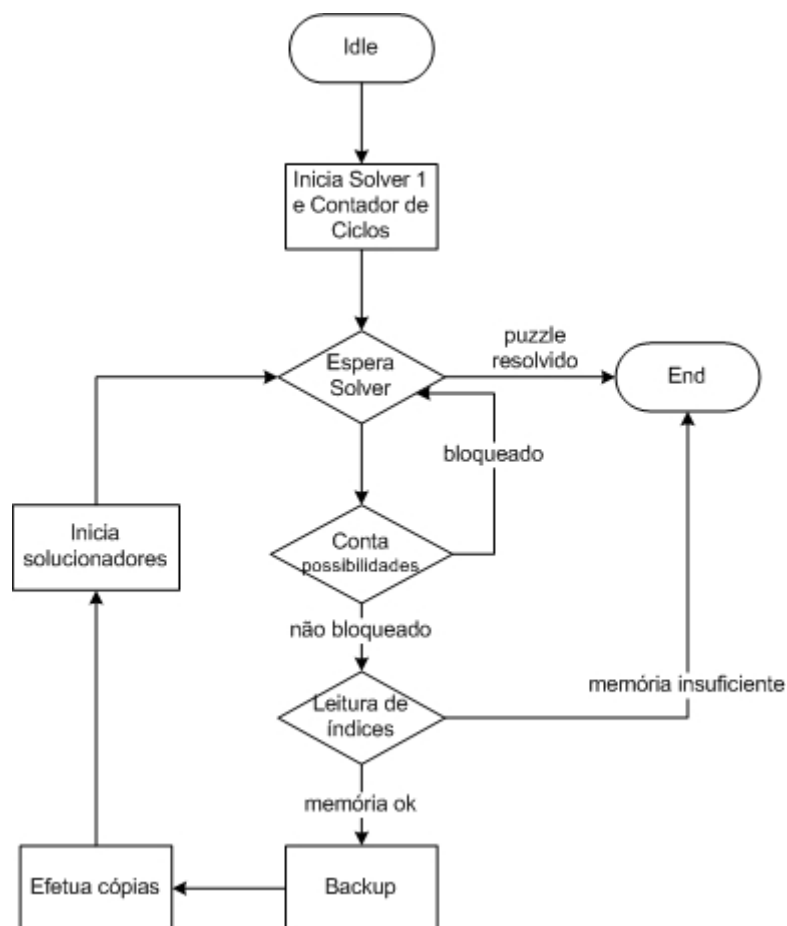 Idle
Inicia Solver 1
e Contador de
Ciclos
puzzle
resolvido
Espera
Solver
End
bloqueado
Inicia
solucionadores
Conta
possibilidades
não bloqueado
memória insuficiente
Leitura de
índices
memória ok
Efetua cópias
Backup